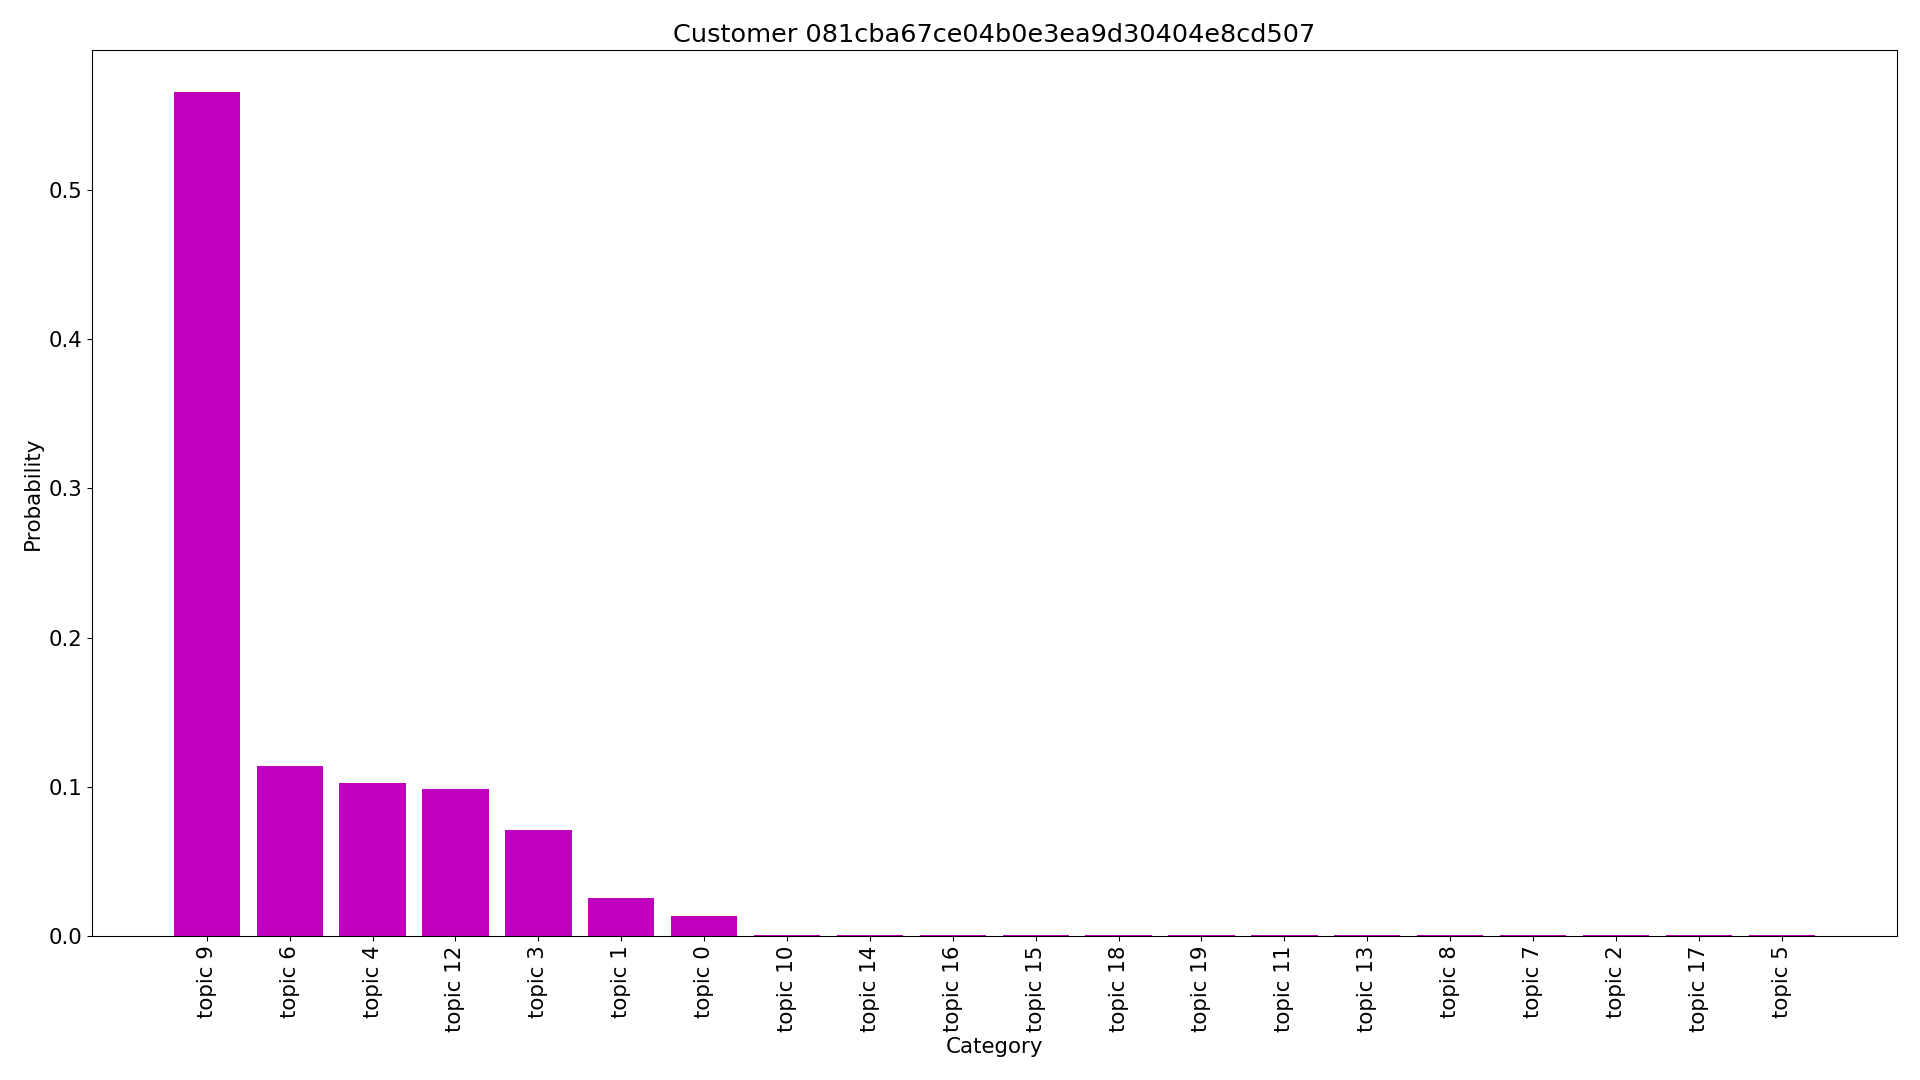 Customer 081cba67ce04b0e3ea9d30404e8cd507
Probability
0.5
0.4
0.3
0.2
0.1
0.0
topic 9
topic 6
topic 4
topic 12
topic 3
topic 1
topic 0
topic 10
topic 14
topic 16
topic 15
topic 18
topic 19
topic 11
topic 13
topic 8
topic 7
topic 2
topic 17
topic 5
Category